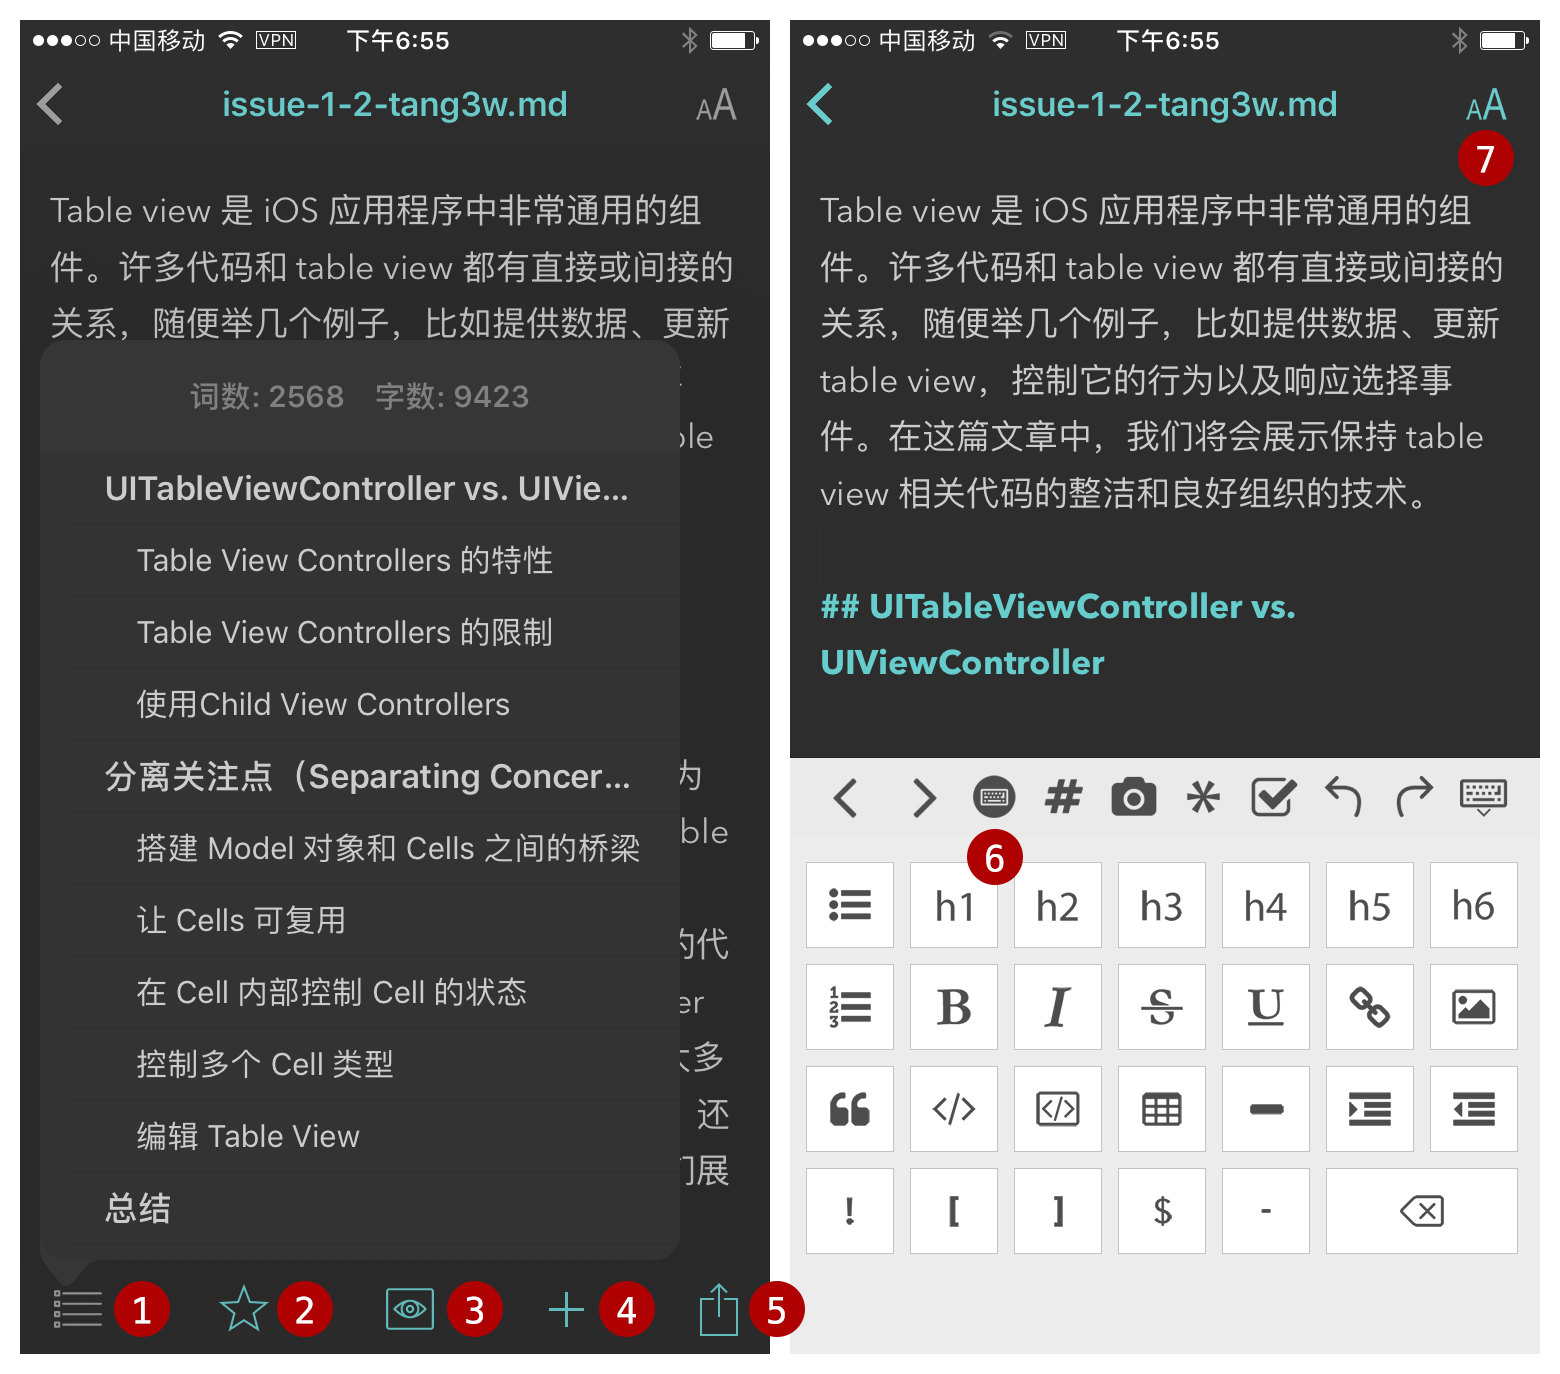 中国移动 VPN 下午6:55
issue-1-2-tang3w.md
AA
Table view 是 iOS 应用程序中非常通用的组
件。许多代码和 table view 都有直接或间接的
关系，随便举几个例子，比如提供数据、更新
词数: 2568 字数: 9423
UITableViewController vs. UIVie...
Table View Controllers 的特性
Table View Controllers 的限制
使用Child View Controllers
分离关注点（Separating Concer...
搭建 Model 对象和 Cells 之间的桥梁
让 Cells 可复用
在 Cell 内部控制 Cell 的状态
控制多个 Cell 类型
编辑 Table View
总结
ble
为
ble
的代
er
大多
还
们展
1 2 3 4 5
中国移动 VPN 下午6:55
issue-1-2-tang3w.md
AA
7
Table view 是 iOS 应用程序中非常通用的组
件。许多代码和 table view 都有直接或间接的
关系，随便举几个例子，比如提供数据、更新
table view，控制它的行为以及响应选择事
件。在这篇文章中，我们将会展示保持 table
view 相关代码的整洁和良好组织的技术。
## UITableViewController vs.
UIViewController
# *
6
h1 h2 h3 h4 h5 h6
1 2 3 B I S U
“ </> </> -
! [ ] $ -